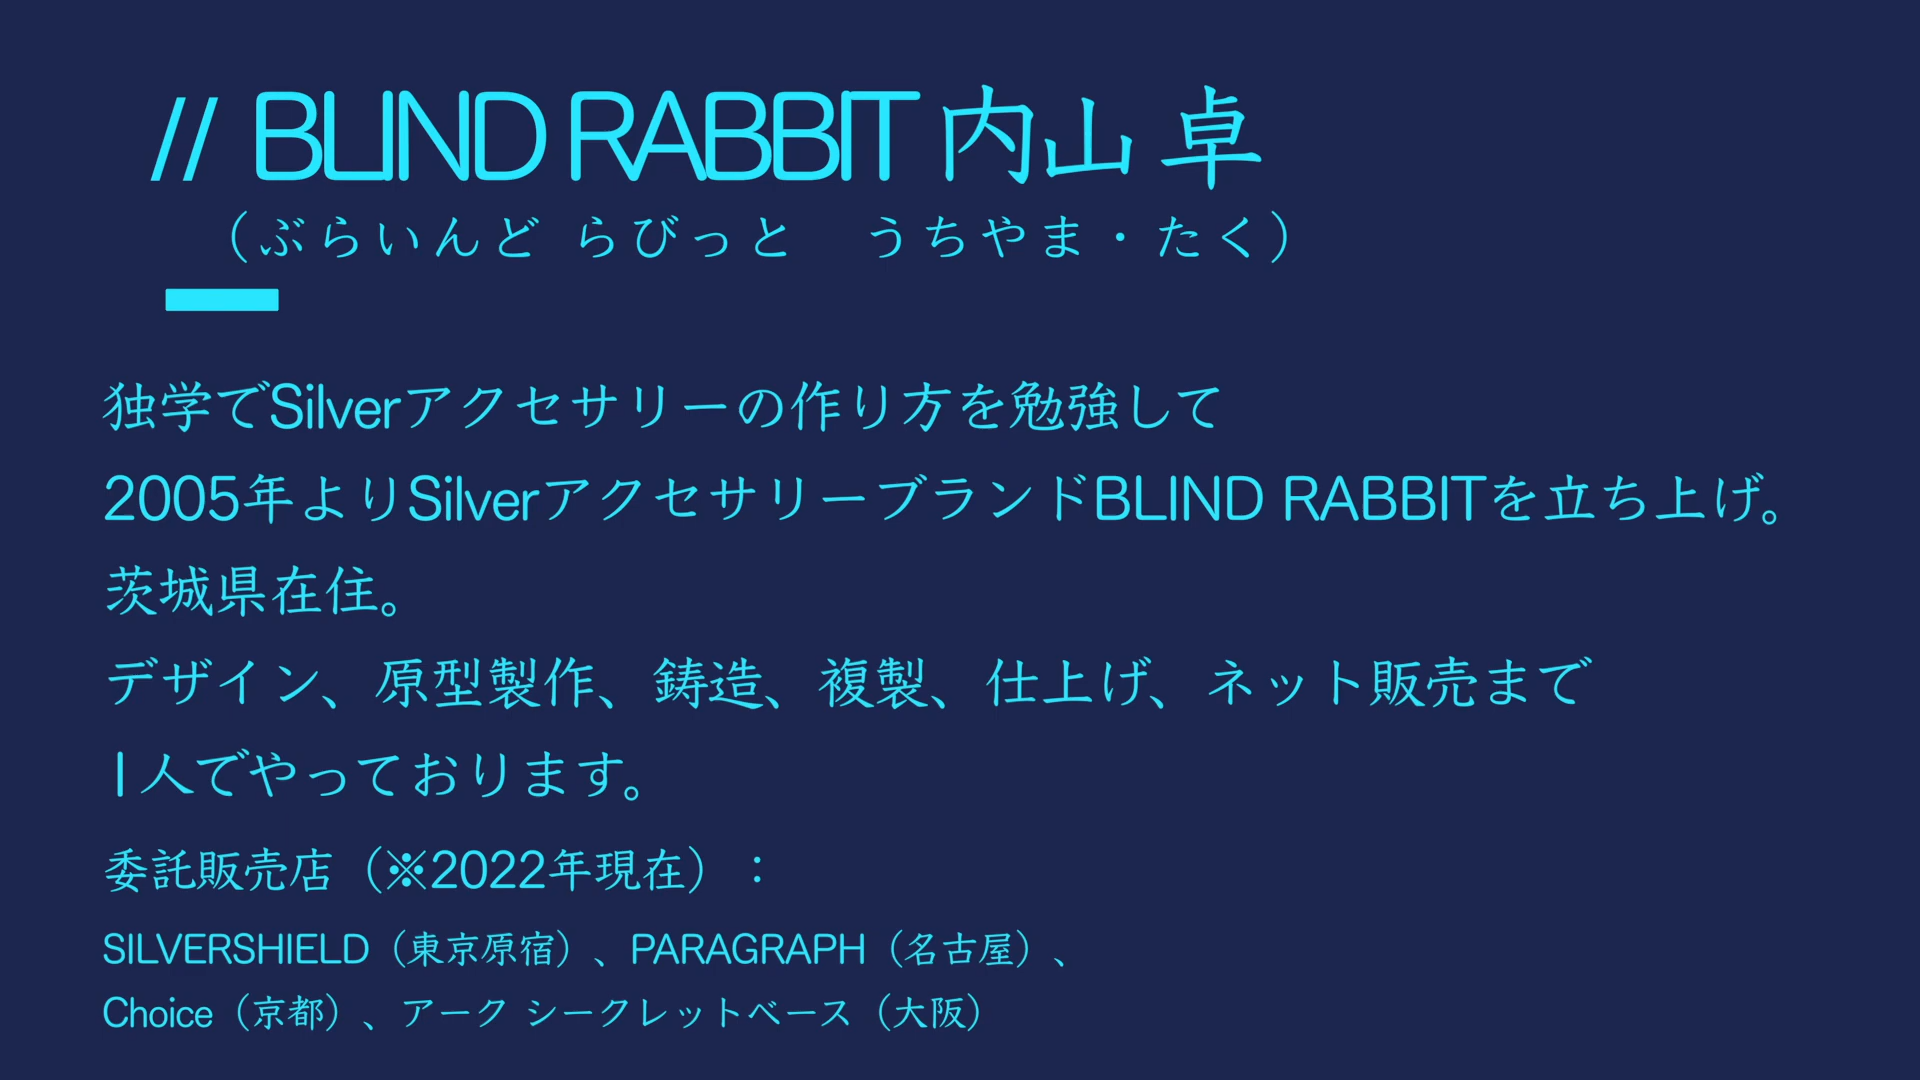 // BLIND RABBIT 内山 卓
（ぶらいんど らびっと　うちやま・たく）
独学でSilverアクセサリーの作り方を勉強して
2005年よりSilverアクセサリーブランドBLIND RABBITを立ち上げ。
茨城県在住。
デザイン、原型製作、鋳造、複製、仕上げ、ネット販売まで
1人でやっております。
委託販売店（※2022年現在）：
SILVERSHIELD（東京原宿）、PARAGRAPH（名古屋）、
Choice（京都）、アーク シークレットベース（大阪）